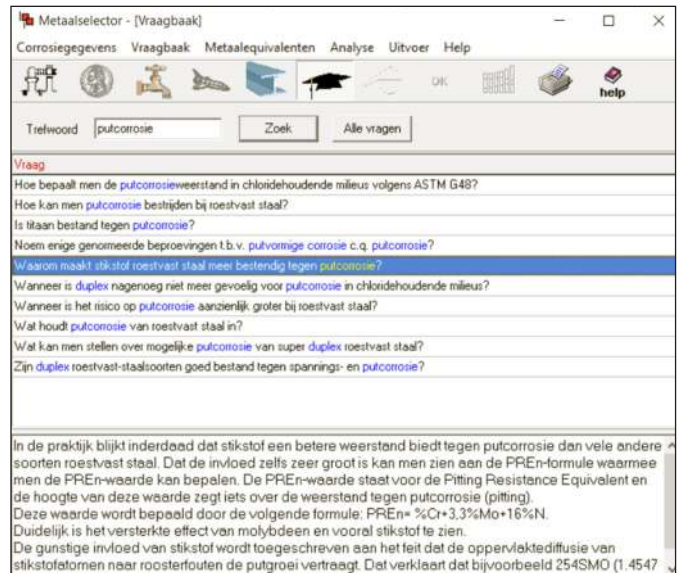 Metaalselector - [Vraagbaak]
Corrosiegegevens Vraagbaak Metaalequivalenten Analyse Uitvoer Help
OK
help
Trefwoord putcorrosie Zoek Alle vragen
Vraag
Hoe bepaalt men de putcorrosieweerstand in chloridehoudende milieus volgens ASTM G48?
Hoe kan men putcorrosie bestrijden bij roestvast staal?
Is titaan bestand tegen putcorrosie?
Noem enige genormeerde beproevingen t.b.v. putvormige corrosie c.q. putcorrosie?
Waarom maakt stikstof roestvast staal meer bestendig tegen putcorrosie?
Wanneer is duplex nagenoeg niet meer gevoelig voor putcorrosie in chloridehoudende milieus?
Wanneer is het risico op putcorrosie aanzienlijk groter bij roestvast staal?
Wat houdt putcorrosie van roestvast staal in?
Wat kan men stellen over mogelijke putcorrosie van super duplex roestvast staal?
Zijn duplex roestvast-staalsoorten goed bestand tegen spannings- en putcorrosie?
In de praktijk blijkt inderdaad dat stikstof een betere weerstand biedt tegen putcorrosie dan vele andere
soorten roestvast staal. Dat de invloed zelfs zeer groot is kan men zien aan de PREn-formule waarmee
men de PREn-waarde kan bepalen. De PREn-waarde staat voor de Pitting Resistance Equivalent en
de hoogte van deze waarde zegt iets over de weerstand tegen putcorrosie (pitting).
Deze waarde wordt bepaald door de volgende formule: PREn= %Cr+3,3%Mo+16%N.
Duidelijk is het versterkte effect van molybdeen en vooral stikstof te zien.
De gunstige invloed van stikstof wordt toegeschreven aan het feit dat de oppervlaktediffusie van
stikstofatomen naar roosterfouten de putgroei vertraagt. Dat verklaart dat bijvoorbeeld 254SMO (1.4547